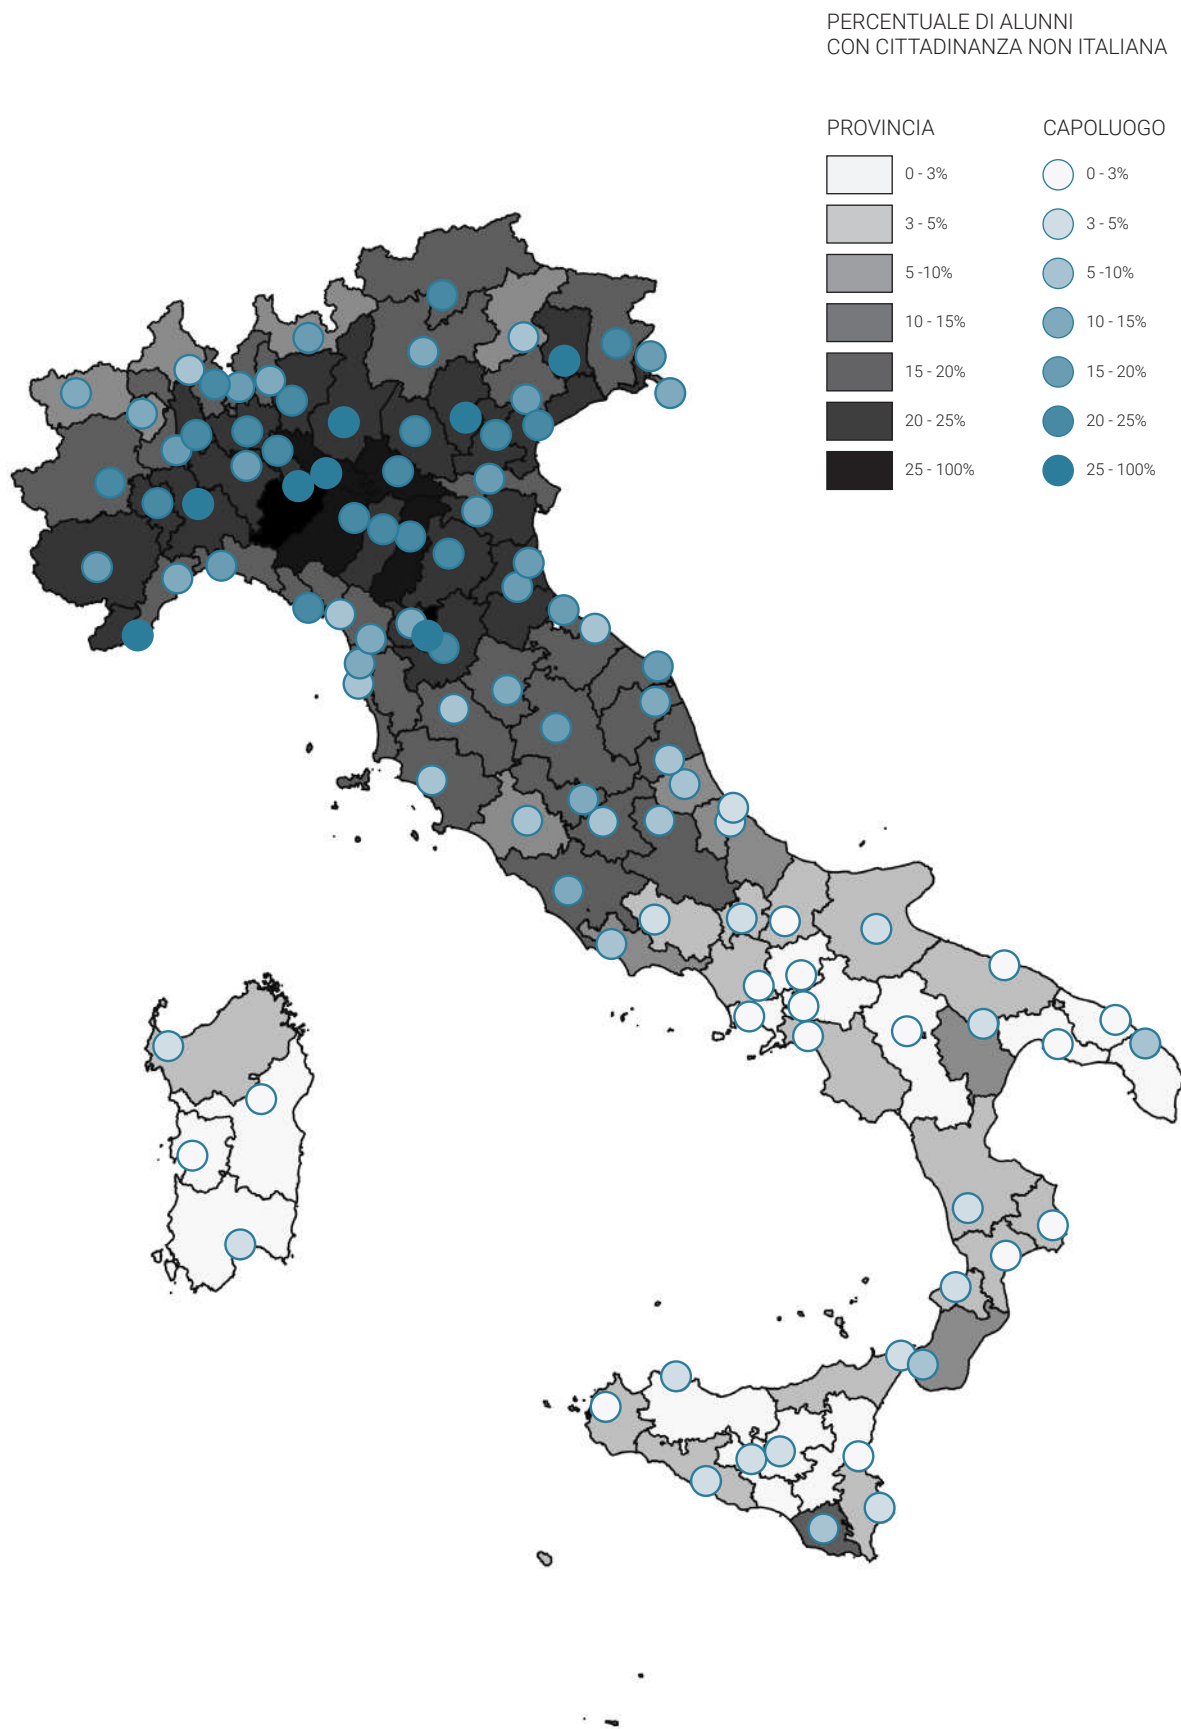 PERCENTUALE DI ALUNNI
CON CITTADINANZA NON ITALIANA
PROVINCIA
CAPOLUOGO
0 - 3%
0 - 3%
3 - 5%
3 - 5%
5 -10%
5 -10%
10 - 15%
10 - 15%
15 - 20%
15 - 20%
20 - 25%
20 - 25%
25 - 100%
25 - 100%